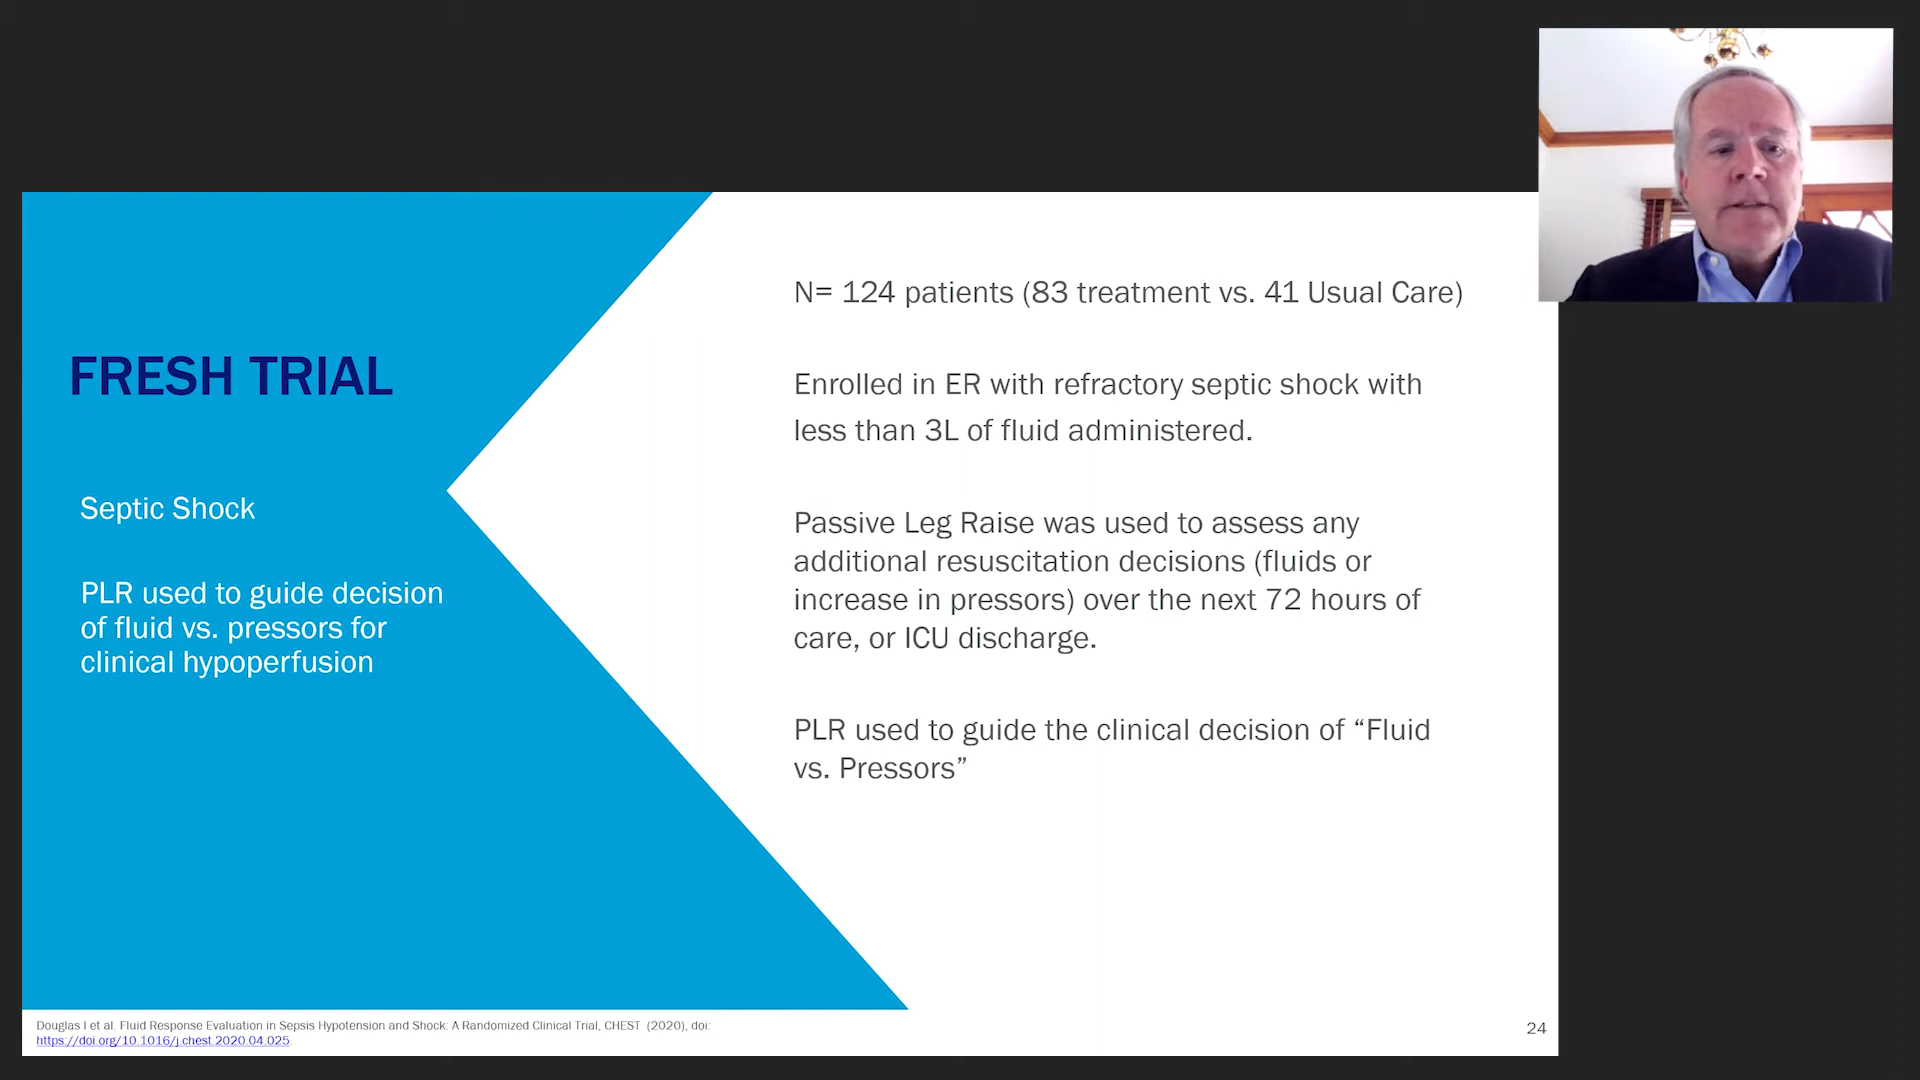 FRESH TRIAL
Septic Shock
PLR used to guide decision
of fluid vs. pressors for
clinical hypoperfusion
N= 124 patients (83 treatment vs. 41 Usual Care)
Enrolled in ER with refractory septic shock with
less than 3L of fluid administered.
Passive Leg Raise was used to assess any
additional resuscitation decisions (fluids or
increase in pressors) over the next 72 hours of
care, or ICU discharge.
PLR used to guide the clinical decision of “Fluid
vs. Pressors”
Douglas I et al. Fluid Response Evaluation in Sepsis Hypotension and Shock: A Randomized Clinical Trial, CHEST (2020), doi:
https://doi.org/10.1016/j.chest.2020.04.025.
24